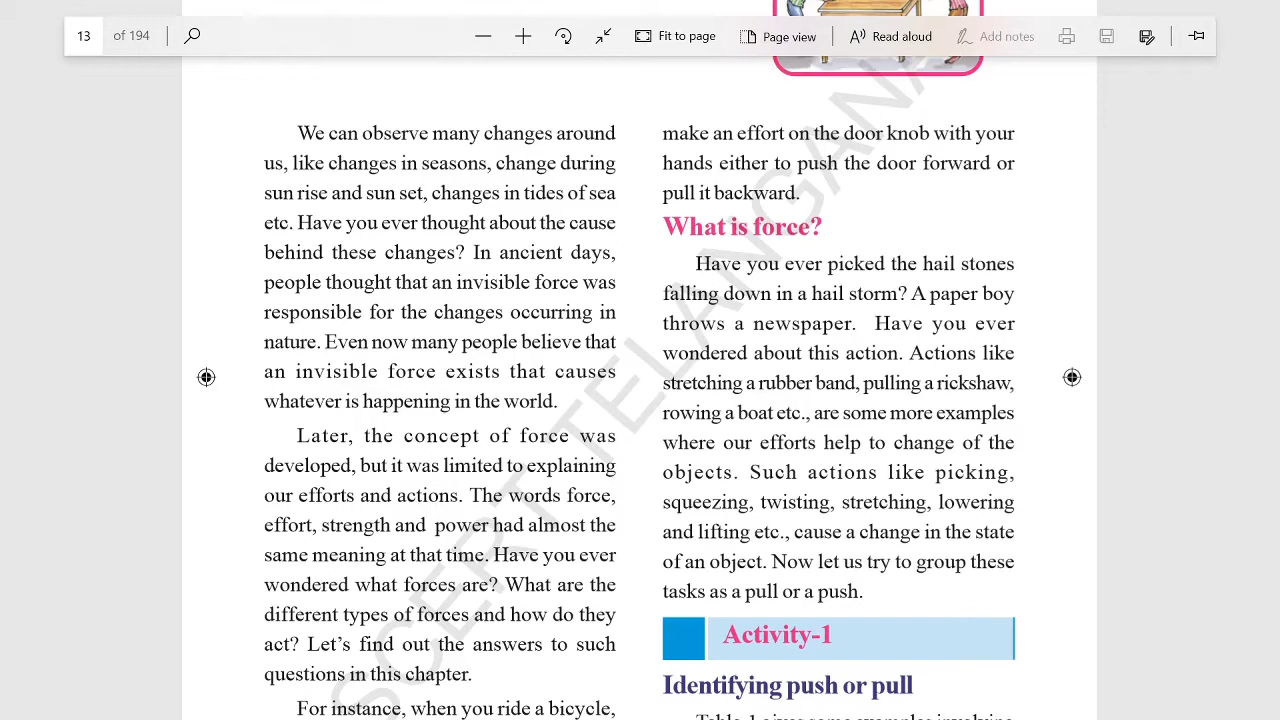 13 of 194 Fit to page Page view Read aloud Add notes
We can observe many changes around
us, like changes in seasons, change during
sun rise and sun set, changes in tides of sea
etc. Have you ever thought about the cause
behind these changes? In ancient days,
people thought that an invisible force was
responsible for the changes occurring in
nature. Even now many people believe that
an invisible force exists that causes
whatever is happening in the world.
Later, the concept of force was
developed, but it was limited to explaining
our efforts and actions. The words force,
effort, strength and power had almost the
same meaning at that time. Have you ever
wondered what forces are? What are the
different types of forces and how do they
act? Let's find out the answers to such
questions in this chapter.
For instance, when you ride a bicycle,
make an effort on the door knob with your
hands either to push the door forward or
pull it backward.
What is force?
Have you ever picked the hail stones
falling down in a hail storm? A paper boy
throws a newspaper. Have you ever
wondered about this action. Actions like
stretching a rubber band, pulling a rickshaw,
rowing a boat etc., are some more examples
where our efforts help to change of the
objects. Such actions like picking,
squeezing, twisting, stretching, lowering
and lifting etc., cause a change in the state
of an object. Now let us try to group these
tasks as a pull or a push.
Activity-1
Identifying push or pull
Table-1 gives some examples involving
SCERT TELANGANA